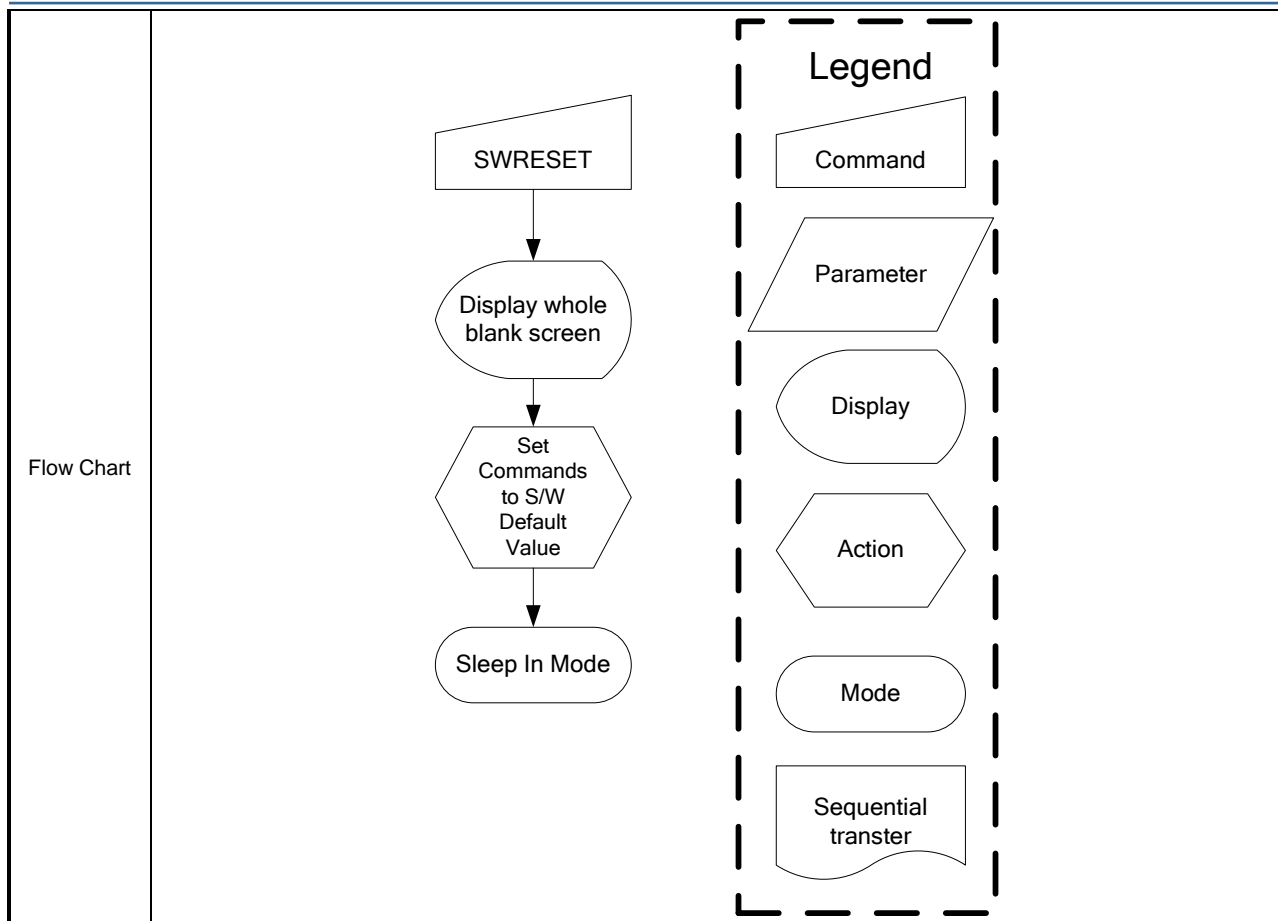 Flow Chart
SWRESET
Display whole
blank screen
Set
Commands
to S/W
Default
Value
Sleep In Mode
Legend
Command
Parameter
Display
Action
Mode
Sequential
transter